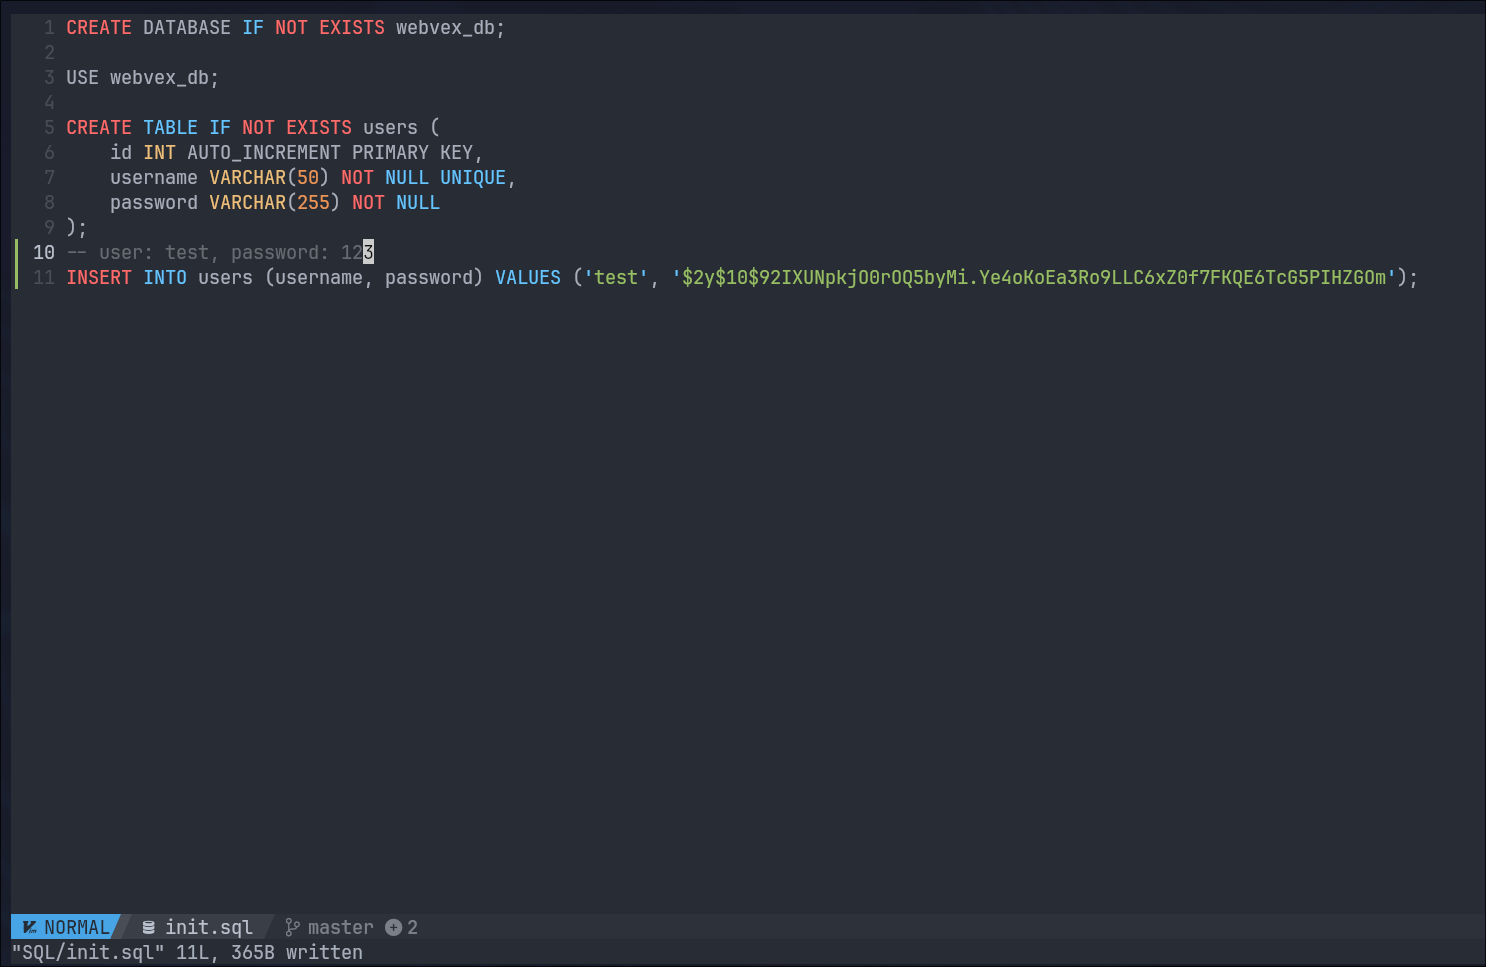 1 CREATE DATABASE IF NOT EXISTS webvex_db;
2
3 USE webvex_db;
4
5 CREATE TABLE IF NOT EXISTS users (
6     id INT AUTO_INCREMENT PRIMARY KEY,
7     username VARCHAR(50) NOT NULL UNIQUE,
8     password VARCHAR(255) NOT NULL
9 );
10 -- user: test, password: 123
11 INSERT INTO users (username, password) VALUES ('test', '$2y$10$92IXUNpkjO0rOQ5byMi.Ye4oKoEa3Ro9LLC6xZ0f7FKQE6TcG5PIHZGOm');
NORMAL init.sql master 2
"SQL/init.sql" 11L, 365B written